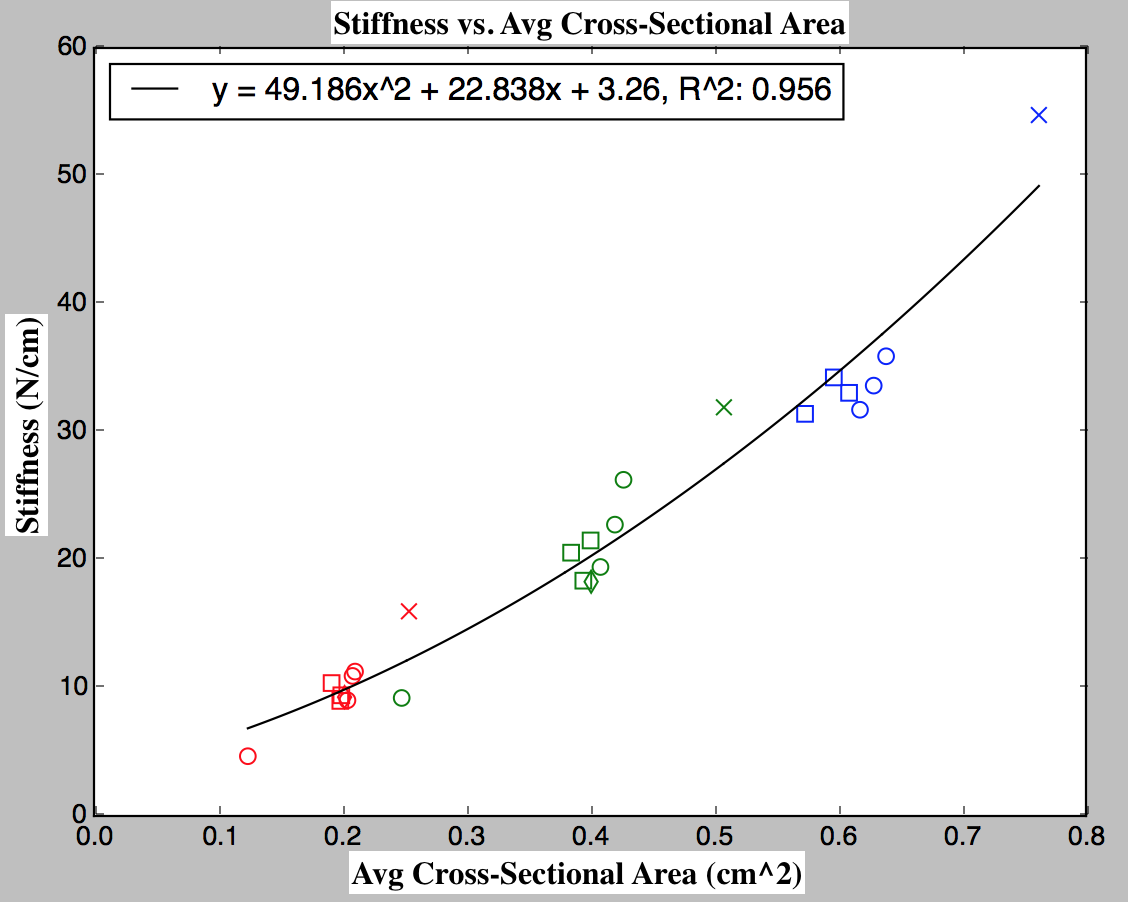 Stiffness vs. Avg Cross-Sectional Area
y = 49.186x^2 + 22.838x + 3.26, R^2: 0.956
60
50
40
30
20
10
0
Stiffness (N/cm)
0.0 0.1 0.2 0.3 0.4 0.5 0.6 0.7 0.8
Avg Cross-Sectional Area (cm^2)